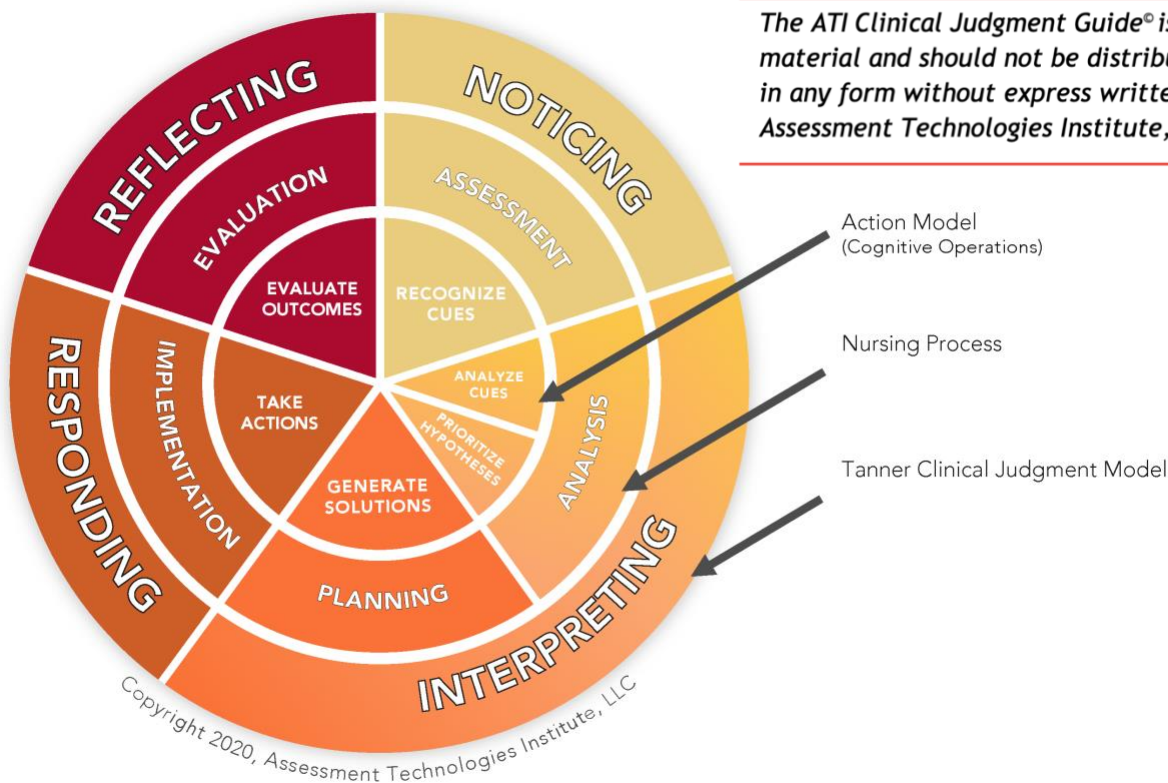 The ATI Clinical Judgment Guide© is
material and should not be distrib
in any form without express writte
Assessment Technologies Institute,
REFLECTING
NOTICING
EVALUATION
ASSESSMENT
EVALUATE
OUTCOMES
RECOGNIZE
CUES
Action Model
(Cognitive Operations)
Nursing Process
Tanner Clinical Judgment Model
ANALYZE
CUES
PRIORITIZE
HYPOTHESES
ANALYSIS
RESPONDING
IMPLEMENTATION
TAKE
ACTIONS
GENERATE
SOLUTIONS
PLANNING
INTERPRETING
Copyright 2020, Assessment Technologies Institute, LLC